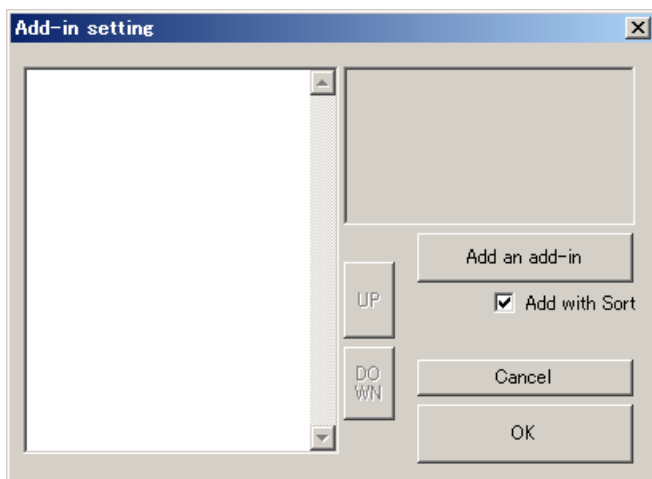 Add-in setting
Add an add-in
UP
Add with Sort
DO
WN
Cancel
OK